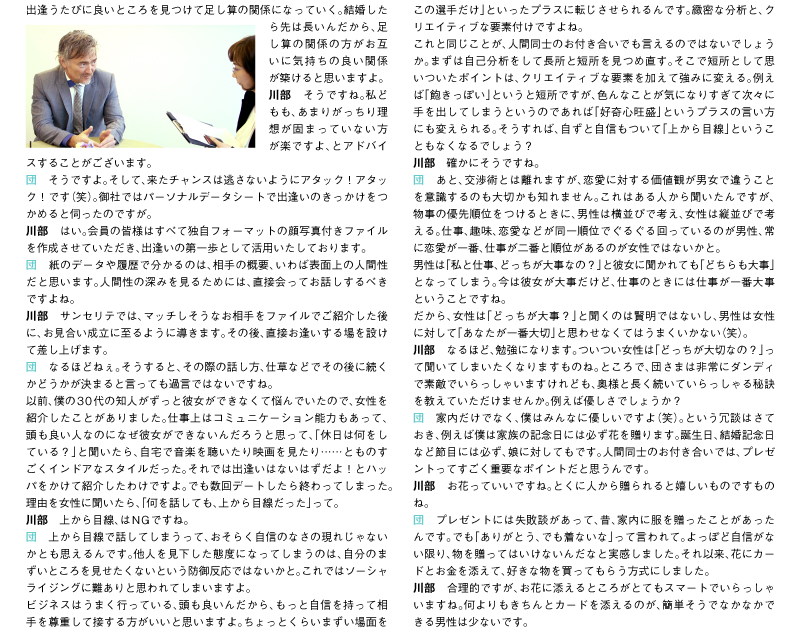 出逢うたびに良いところを見つけて足し算の関係になっていく。結婚した
ら先は長いんだから、足
し算の関係の方がお互
いに気持ちの良い関係
が築けると思いますよ。
川部　そうですね。私ど
もも、あまりがっちり理
想が固まっていない方
が楽ですよ、とアドバイ
スすることがございます。
団　そうですよ。そして、来たチャンスは逃さないようにアタック！アタッ
ク！です（笑）。御社ではパーソナルデータシートで出逢いのきっかけをつ
かめると伺ったのですが。
川部　はい。会員の皆様はすべて独自フォーマットの顔写真付きファイル
を作成させていただき、出逢いの第一歩として活用いたしております。
団　紙のデータや履歴で分かるのは、相手の概要、いわば表面上の人間性
だと思います。人間性の深みを見るためには、直接会ってお話しするべき
ですよね。
川部　サンセリテでは、マッチしそうなお相手をファイルでご紹介した後
に、お見合い成立に至るように導きます。その後、直接お逢いする場を設け
て差し上げます。
団　なるほどねぇ。そうすると、その際の話し方、仕草などでその後に続く
かどうかが決まると言っても過言ではないですね。
以前、僕の30代の知人がずっと彼女ができなくて悩んでいたので、女性を
紹介したことがありました。仕事上はコミュニケーション能力もあって、
頭も良い人なのになぜ彼女ができないんだろうと思って、「休日は何をし
ている？」と聞いたら、自宅で音楽を聴いたり映画を見たり……とものす
ごくインドアなスタイルだった。それでは出逢いはないはずだよ！とハッ
パをかけて紹介したわけですよ。でも数回デートしたら終わってしまった。
理由を女性に聞いたら、「何を話しても、上から目線だった」って。
川部　上から目線、はNGですね。
団　上から目線で話してしまうって、おそらく自信のなさの現れじゃない
かとも思えるんです。他人を見下した態度になってしまうのは、自分のま
ずいところを見せたくないという防御反応ではないかと。これではソーシャ
ライジングに難ありと思われてしまいますよ。
ビジネスはうまく行っている、頭も良いんだから、もっと自信を持って相
手を尊重して接する方がいいと思いますよ。ちょっとくらいまずい場面を
この選手だけ」といったプラスに転じさせられるんです。緻密な分析と、ク
リエイティブな要素付けですよね。
これと同じことが、人間同士のお付き合いでも言えるのではないでしょう
か。まずは自己分析をして長所と短所を見つめ直す。そこで短所として思
いついたポイントは、クリエイティブな要素を加えて強みに変える。例え
ば「飽きっぽい」というと短所ですが、色んなことが気になりすぎて次々に
手を出してしまうというのであれば「好奇心旺盛」というプラスの言い方
にも変えられる。そうすれば、自ずと自信もついて「上から目線」というこ
ともなくなるでしょう？
川部　確かにそうですね。
団　あと、交渉術とは離れますが、恋愛に対する価値観が男女で違うこと
を意識するのも大切かも知れません。これはある人から聞いたんですが、
物事の優先順位をつけるときに、男性は横並びで考え、女性は縦並びで考
える。仕事、趣味、恋愛などが同一順位でぐるぐる回っているのが男性、常
に恋愛が一番、仕事が二番と順位があるのが女性ではないかと。
男性は「私と仕事、どっちが大事なの？」と彼女に聞かれても「どちらも大事」
となってしまう。今は彼女が大事だけど、仕事のときには仕事が一番大事
ということですね。
だから、女性は「どっちが大事？」と聞くのは賢明ではないし、男性は女性
に対して「あなたが一番大切」と思わせなくてはうまくいかない（笑）。
川部　なるほど、勉強になります。ついつい女性は「どっちが大切なの？」っ
て聞いてしまいたくなりますものね。ところで、団さまは非常にダンディ
で素敵でいらっしゃいますけれども、奥様と長く続いていらっしゃる秘訣
を教えていただけませんか。例えば優しさでしょうか？
団　家内だけでなく、僕はみんなに優しいですよ（笑）。という冗談はさて
おき、例えば僕は家族の記念日には必ず花を贈ります。誕生日、結婚記念日
など節目には必ず、娘に対してもです。人間同士のお付き合いでは、プレゼ
ントってすごく重要なポイントだと思うんです。
川部　お花っていいですね。とくに人から贈られると嬉しいものですもの
ね。
団　プレゼントには失敗談があって、昔、家内に服を贈ったことがあった
んです。でも「ありがとう、でも着ないな」って言われて。よっぽど自信がな
い限り、物を贈ってはいけないんだなと実感しました。それ以来、花にカー
ドとお金を添えて、好きな物を買ってもらう方式にしました。
川部　合理的ですが、お花に添えるところがとてもスマートでいらっしゃ
いますね。何よりもきちんとカードを添えるのが、簡単そうでなかなかで
きる男性は少ないです。